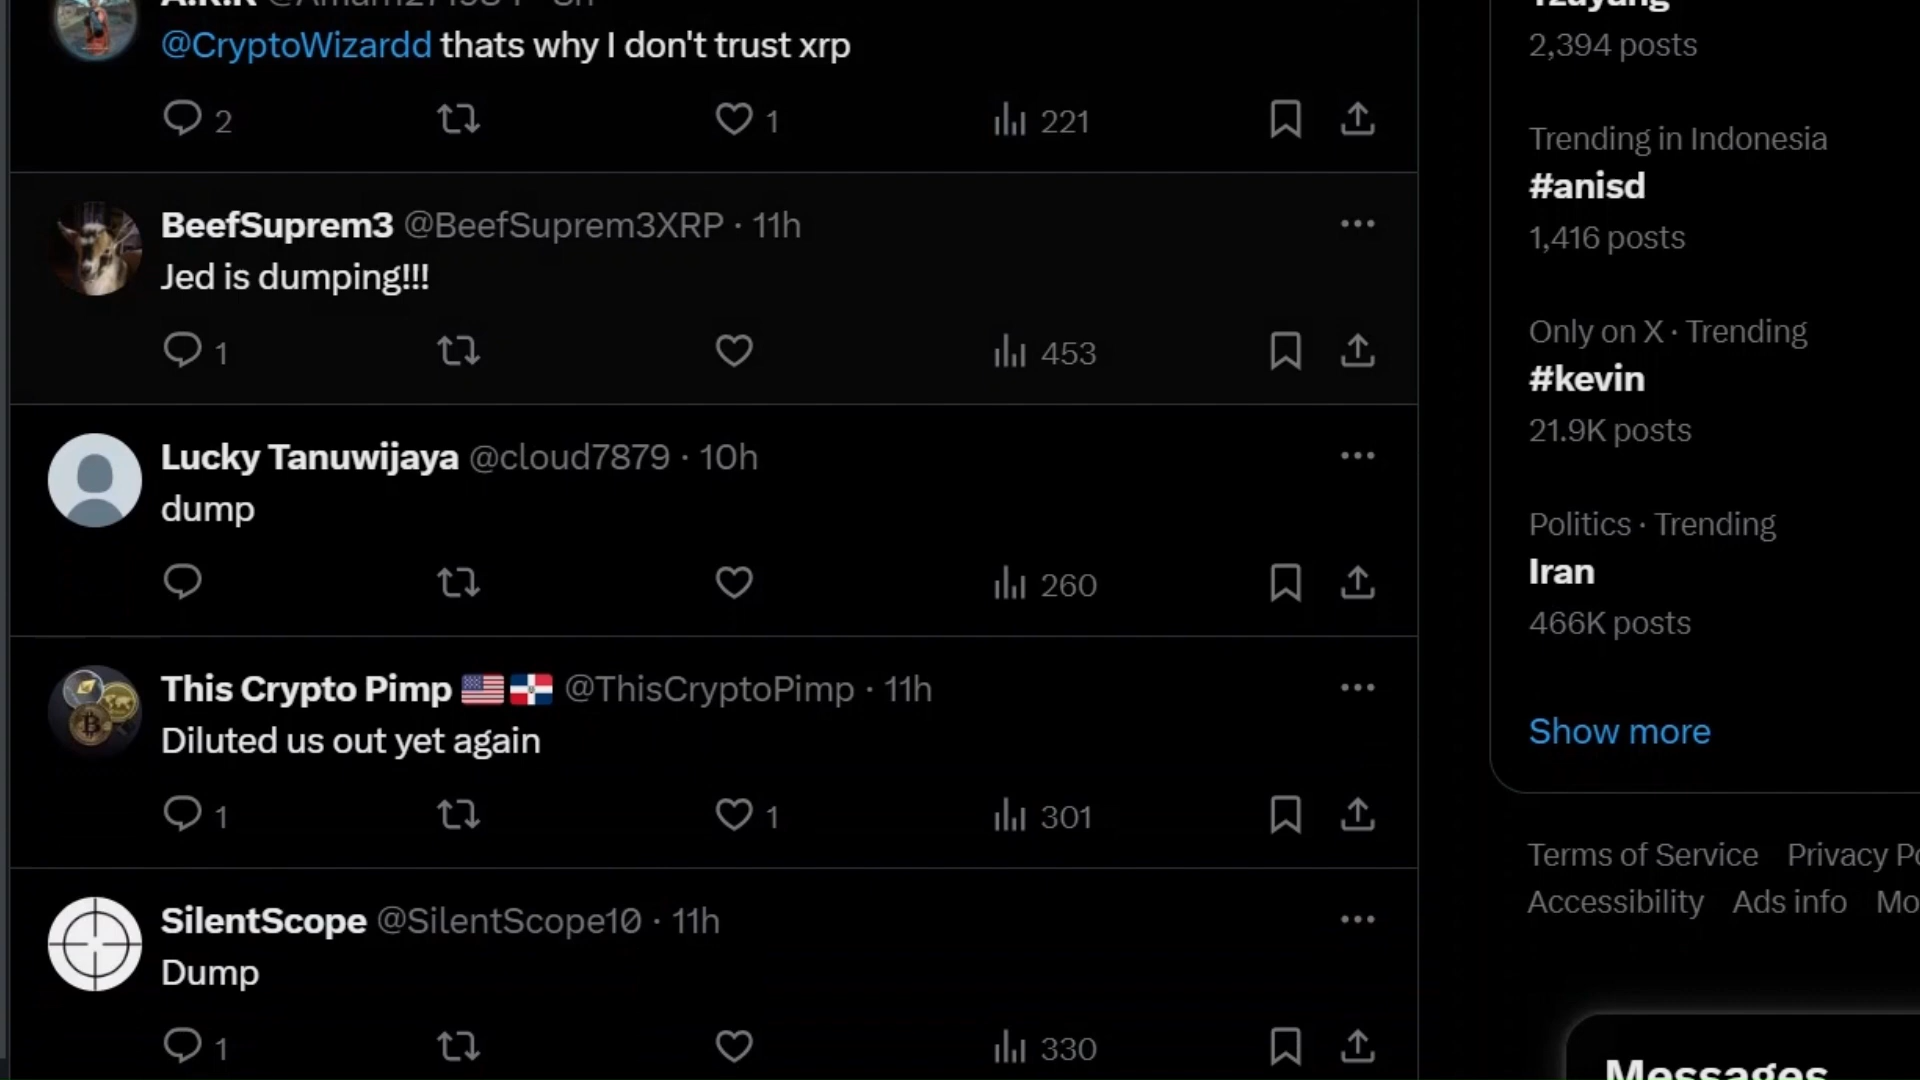 @CryptoWizardd thats why I don't trust xrp
2
1
221
BeefSuprem3 @BeefSuprem3XRP · 11h
Jed is dumping!!!
1
453
Lucky Tanuwijaya @cloud7879 · 10h
dump
260
This Crypto Pimp @ThisCryptoPimp · 11h
Diluted us out yet again
1
1
301
SilentScope @SilentScope10 · 11h
Dump
1
330
2,394 posts
Trending in Indonesia
#anisd
1,416 posts
Only on X · Trending
#kevin
21.9K posts
Politics · Trending
Iran
466K posts
Show more
Terms of Service Privacy
Accessibility Ads info
Messages